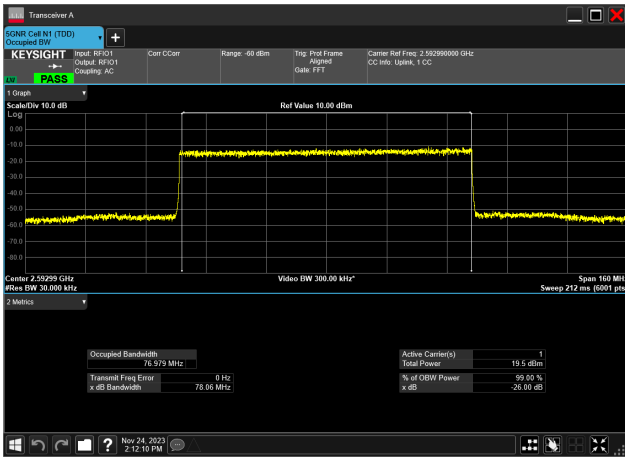 Transceiver A
5GNR Cell N1 (TDD)
Occupied BW
KEYSIGHT
Input: RFIO1
Output: RFIO1
Coupling: AC
Corr CCorr
Range: -60 dBm
Trig: Prot Frame
Aligned
Gate: FFT
Carrier Ref Freq: 2.592990000 GHz
CC Info: Uplink, 1 CC
LXI
PASS
1 Graph
Scale/Div 10.0 dB
Ref Value 10.00 dBm
Log
0.00
-10.0
-20.0
-30.0
-40.0
-50.0
-60.0
-70.0
-80.0
Center 2.59299 GHz
Video BW 300.00 kHz*
Span 160 MHz
#Res BW 30.000 kHz
Sweep 212 ms (6001 pts
2 Metrics
Occupied Bandwidth
76.979 MHz
Transmit Freq Error 0 Hz
x dB Bandwidth 78.06 MHz
Active Carrier(s) 1
Total Power 19.5 dBm
% of OBW Power 99.00 %
x dB -26.00 dB
Nov 24, 2023
2:12:10 PM